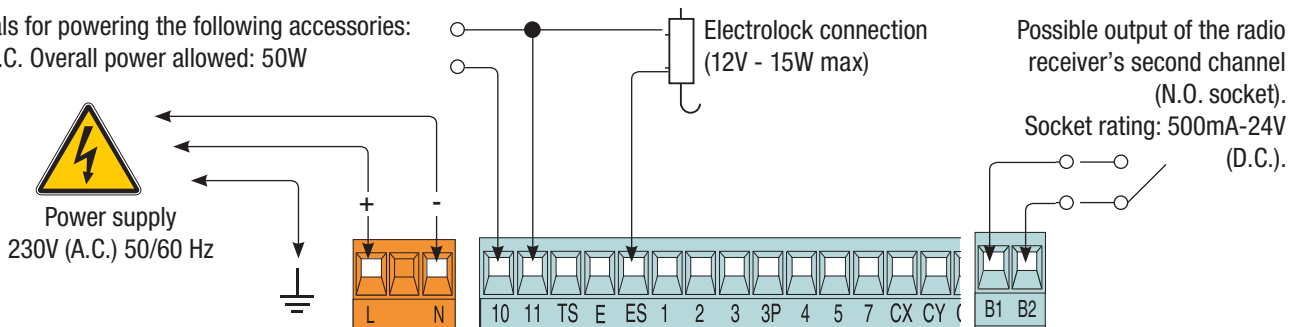 for powering the following accessories:
Overall power allowed: 50W
Electrolock connection
(12V - 15W max)
Possible output of the radio
receiver's second channel
(N.O. socket).
Socket rating: 500mA-24V
(D.C.).
Power supply
230V (A.C.) 50/60 Hz
+ -
L N
10 11 TS E ES 1 2 3 3P 4 5 7 CX CY
B1 B2